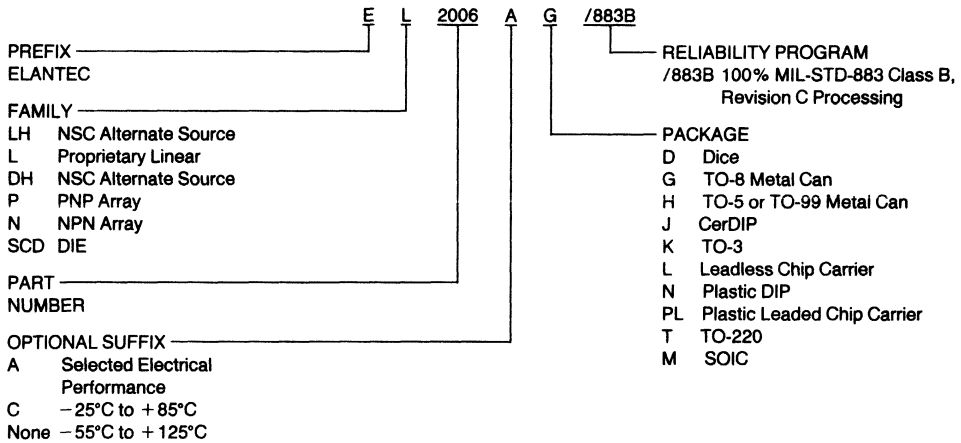 E L 2006 A G /883B
PREFIX
ELANTEC
FAMILY
LH NSC Alternate Source
L Proprietary Linear
DH NSC Alternate Source
P PNP Array
N NPN Array
SCD DIE
PART
NUMBER
OPTIONAL SUFFIX
A Selected Electrical
Performance
C −25°C to +85°C
None −55°C to +125°C
RELIABILITY PROGRAM
/883B 100% MIL-STD-883 Class B,
Revision C Processing
PACKAGE
D Dice
G TO-8 Metal Can
H TO-5 or TO-99 Metal Can
J CerDIP
K TO-3
L Leadless Chip Carrier
N Plastic DIP
PL Plastic Leaded Chip Carrier
T TO-220
M SOIC